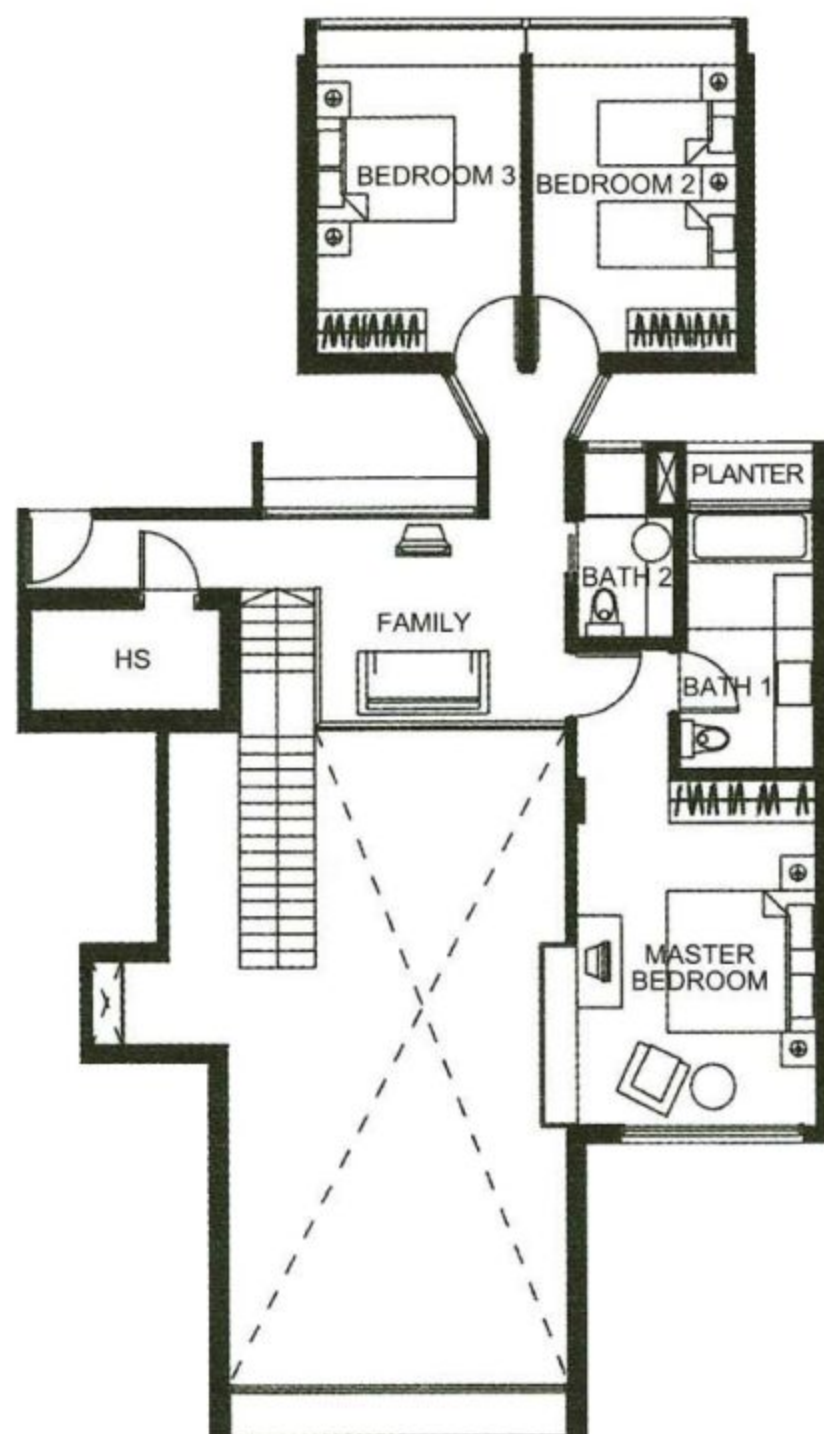 BEDROOM 3
BEDROOM 2
PLANTER
BATH 2
FAMILY
HS
BATH 1
MASTER
BEDROOM